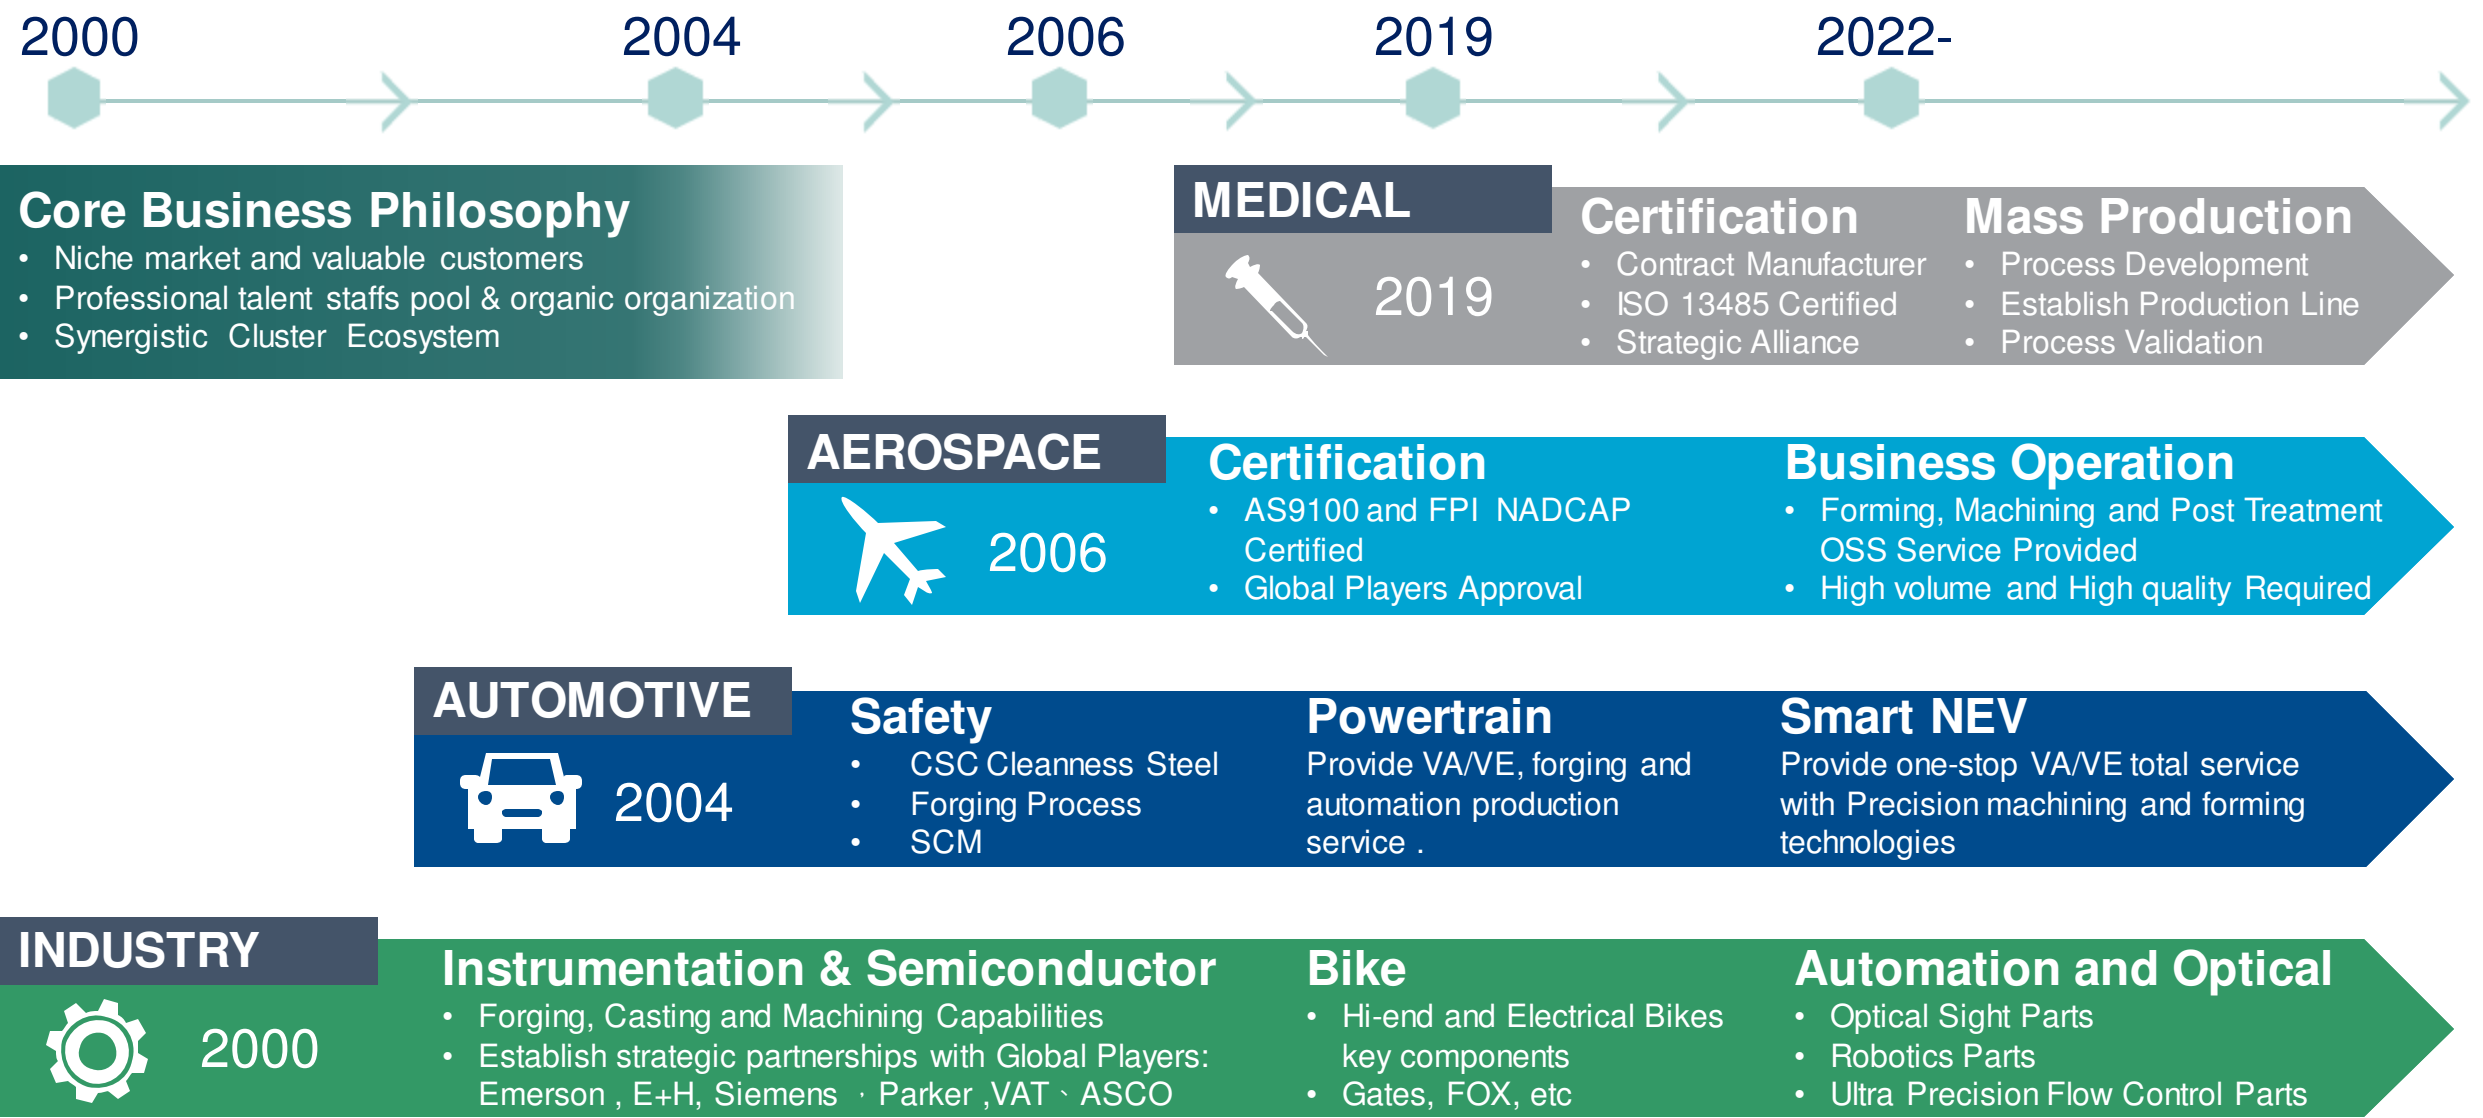 2000
2004
2006
2019
2022-
Core Business Philosophy
• Niche market and valuable customers
• Professional talent staffs pool & organic organization
• Synergistic Cluster Ecosystem
MEDICAL
2019
Certification
• Contract Manufacturer
• ISO 13485 Certified
• Strategic Alliance
Mass Production
• Process Development
• Establish Production Line
• Process Validation
AEROSPACE
2006
Certification
• AS9100 and FPI NADCAP
Certified
• Global Players Approval
Business Operation
• Forming, Machining and Post Treatment
OSS Service Provided
• High volume and High quality Required
AUTOMOTIVE
2004
Safety
• CSC Cleanness Steel
• Forging Process
• SCM
Powertrain
Provide VA/VE, forging and
automation production
service .
Smart NEV
Provide one-stop VA/VE total service
with Precision machining and forming
technologies
INDUSTRY
2000
Instrumentation & Semiconductor
• Forging, Casting and Machining Capabilities
• Establish strategic partnerships with Global Players:
Emerson , E+H, Siemens ，Parker ,VAT、ASCO
Bike
• Hi-end and Electrical Bikes
key components
• Gates, FOX, etc
Automation and Optical
• Optical Sight Parts
• Robotics Parts
• Ultra Precision Flow Control Parts